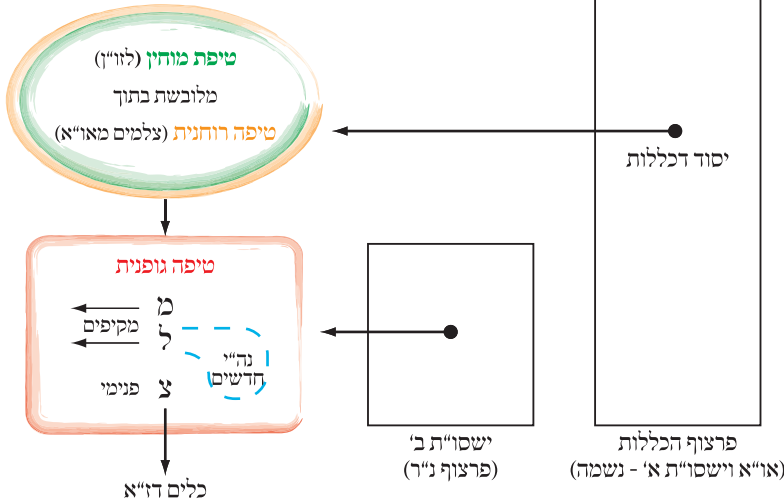 טיפת מוחין (לזו״ן)
מלובשת בתוך
טיפה רוחנית (צלמים מאו״א)
יסוד דכללות
טיפה גופנית
מ
מקיפים
ל
נה״י
חדשים
צ פנימי
כלים דז״א
ישסו״ת ב׳
(פרצוף נ״ר)
פרצוף הכללות
(או״א וישסו״ת א׳ - נשמה)